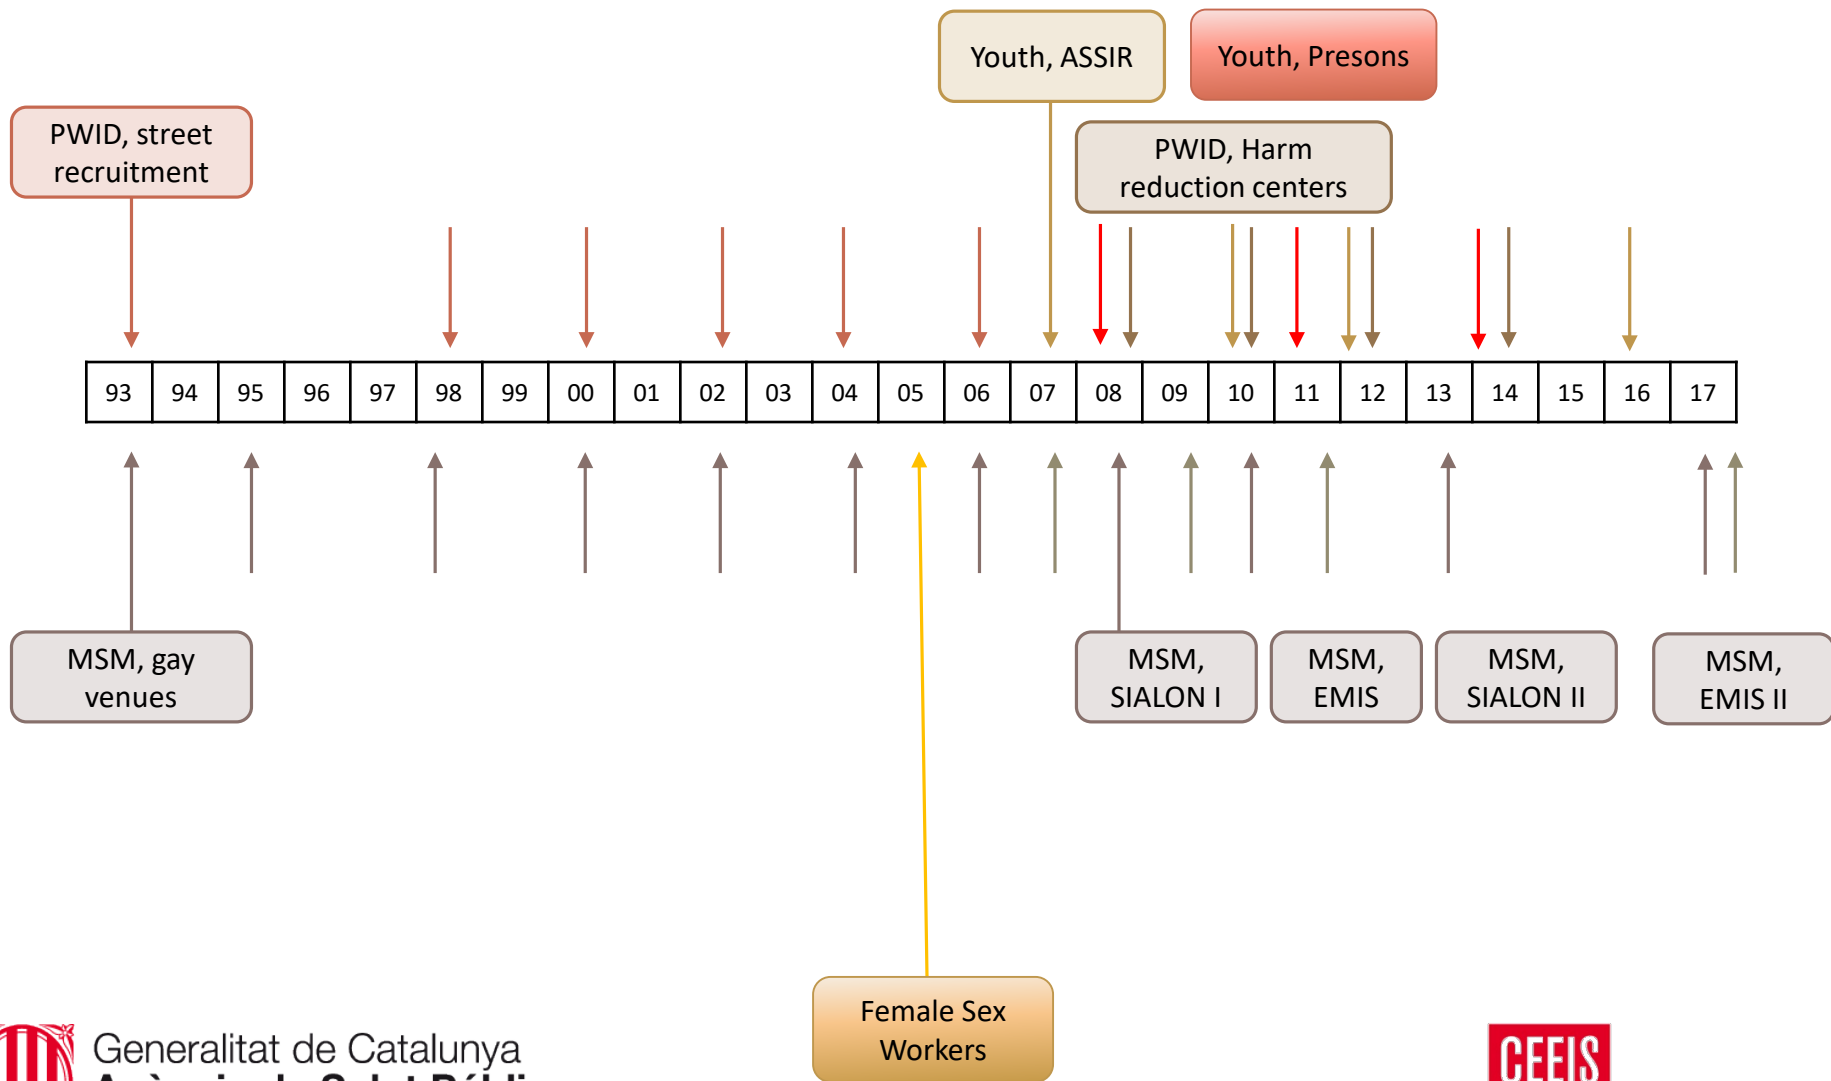 Youth, ASSIR
Youth, Presons
PWID, street
recruitment
PWID, Harm
reduction centers
93 94 95 96 97 98 99 00 01 02 03 04 05 06 07 08 09 10 11 12 13 14 15 16 17
MSM, gay
venues
MSM,
SIALON I
MSM,
EMIS
MSM,
SIALON II
MSM,
EMIS II
Female Sex
Workers
Generalitat de Catalunya
CEEIS